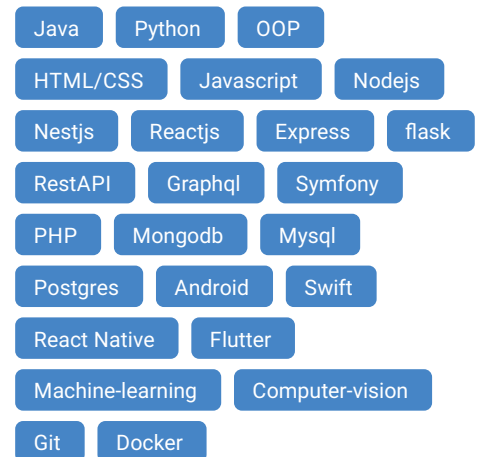 Java Python OOP
HTML/CSS Javascript Nodejs
Nestjs Reactjs Express flask
RestAPI Graphql Symfony
PHP Mongodb Mysql
Postgres Android Swift
React Native Flutter
Machine-learning Computer-vision
Git Docker